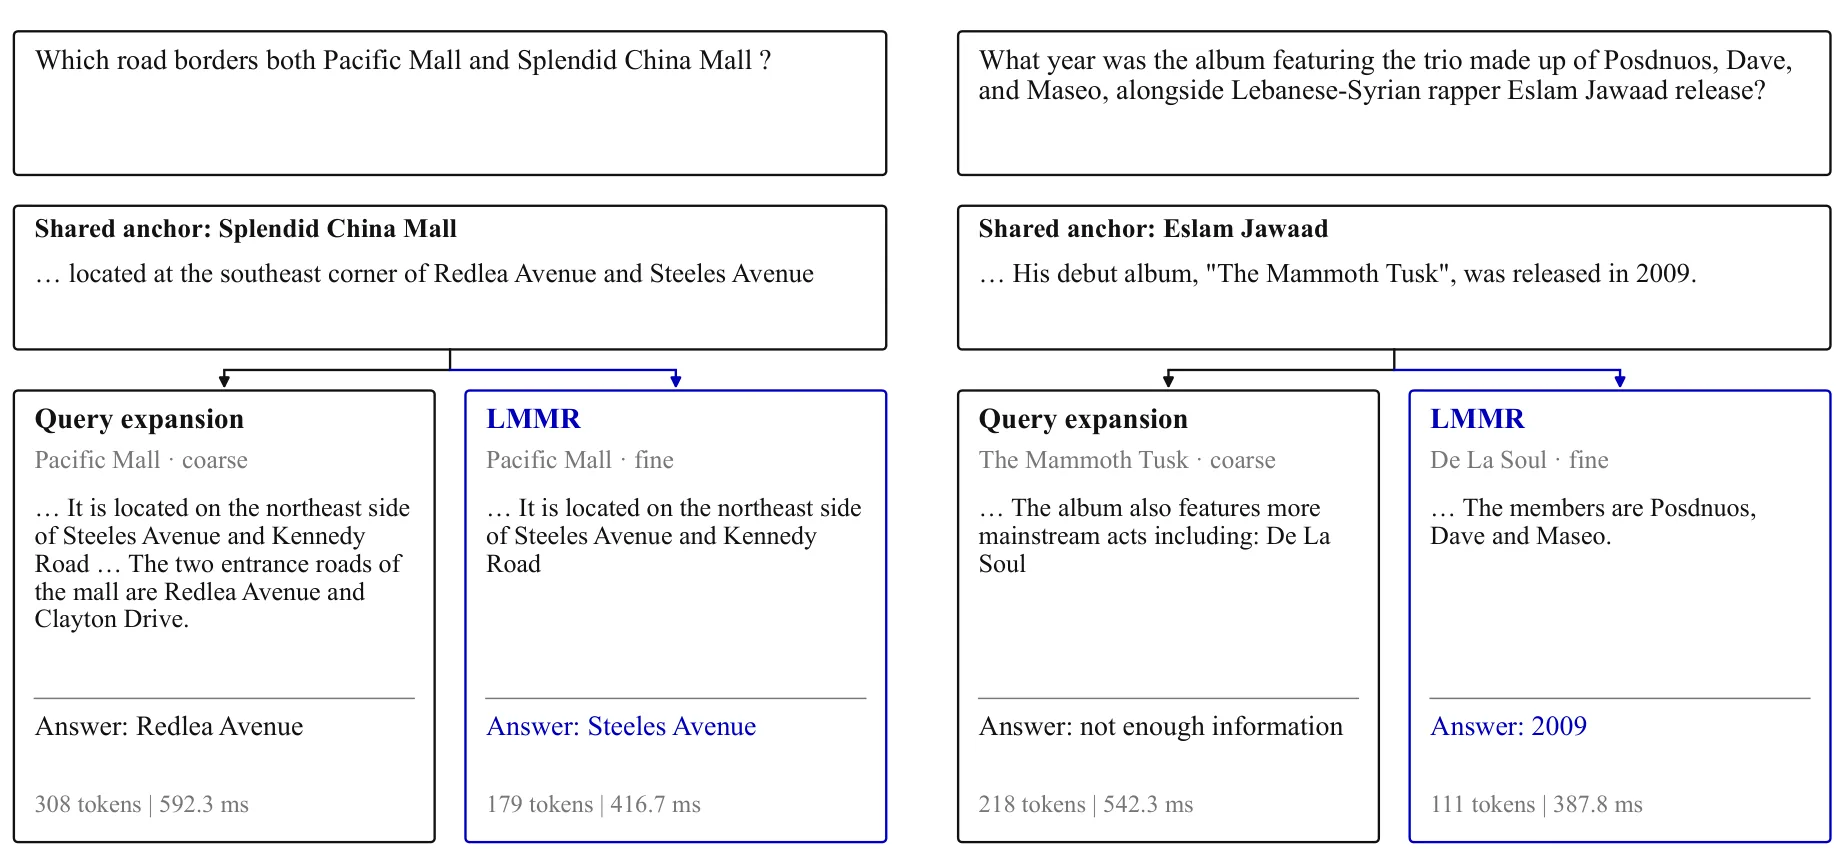 Which road borders both Pacific Mall and Splendid China Mall ?
Shared anchor: Splendid China Mall
… located at the southeast corner of Redlea Avenue and Steeles Avenue
Query expansion
Pacific Mall · coarse
… It is located on the northeast side
of Steeles Avenue and Kennedy
Road … The two entrance roads of
the mall are Redlea Avenue and
Clayton Drive.
Answer: Redlea Avenue
308 tokens | 592.3 ms
LMMR
Pacific Mall · fine
… It is located on the northeast side
of Steeles Avenue and Kennedy
Road
Answer: Steeles Avenue
179 tokens | 416.7 ms
What year was the album featuring the trio made up of Posdnuos, Dave,
and Maseo, alongside Lebanese-Syrian rapper Eslam Jawaad release?
Shared anchor: Eslam Jawaad
… His debut album, "The Mammoth Tusk", was released in 2009.
Query expansion
The Mammoth Tusk · coarse
… The album also features more
mainstream acts including: De La
Soul
Answer: not enough information
218 tokens | 542.3 ms
LMMR
De La Soul · fine
… The members are Posdnuos,
Dave and Maseo.
Answer: 2009
111 tokens | 387.8 ms